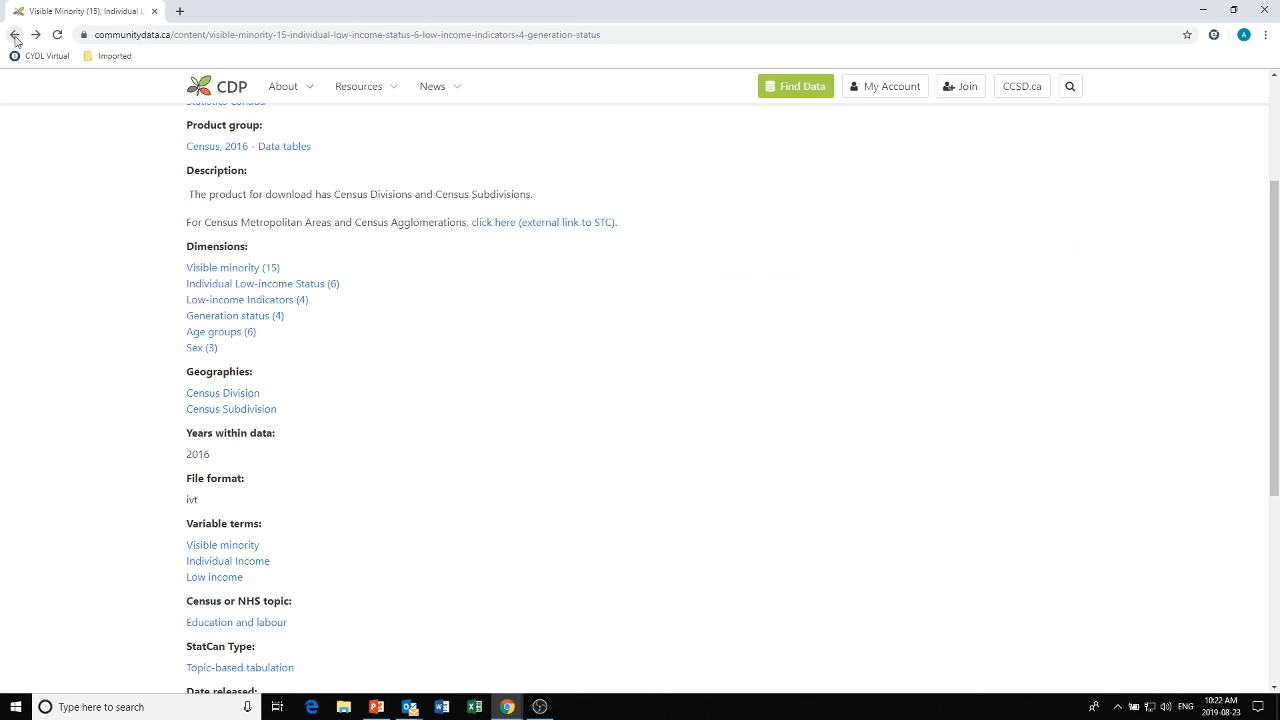 Visible Minority (15), Individual L
communitydata.ca/content/visible-minority-15-individual-low-income-status-6-low-income-indicators-4-generation-status
A
CYDL Virtual
Imported
CDP
About
Resources
News
Find Data
My Account
Join
CCSD.ca
Statistics Canada
Product group:
Census, 2016 - Data tables
Description:
The product for download has Census Divisions and Census Subdivisions.
For Census Metropolitan Areas and Census Agglomerations, click here (external link to STC).
Dimensions:
Visible minority (15)
Individual Low-income Status (6)
Low-income Indicators (4)
Generation status (4)
Age groups (6)
Sex (3)
Geographies:
Census Division
Census Subdivision
Years within data:
2016
File format:
ivt
Variable terms:
Visible minority
Individual Income
Low income
Census or NHS topic:
Education and labour
StatCan Type:
Topic-based tabulation
Date released:
Type here to search
ENG
10:22 AM
2019-08-23